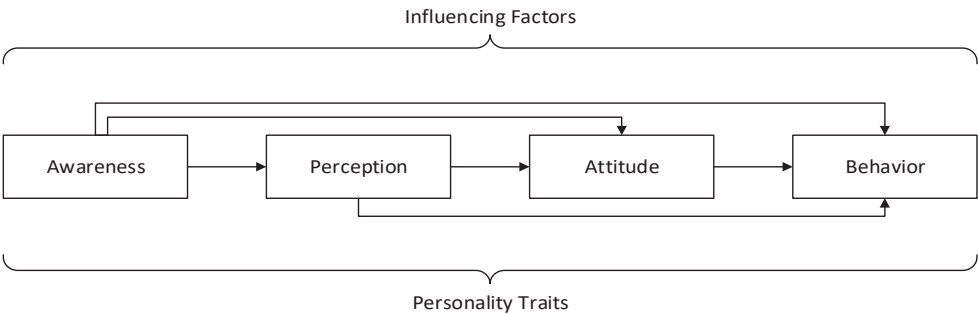 Influencing Factors
Awareness
Perception
Attitude
Behavior
Personality Traits